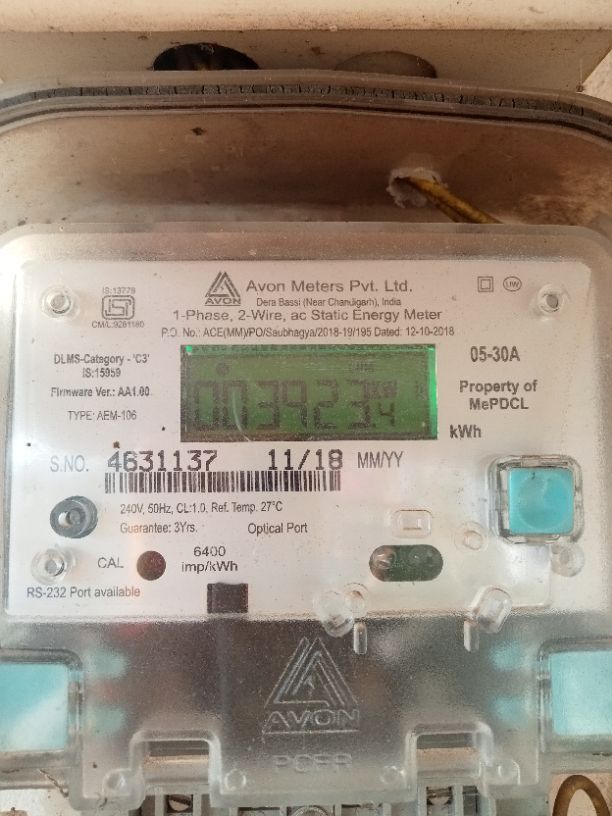 IS:13779
CM/L:9281180
AVON
Avon Meters Pvt. Ltd.
Dera Bassi (Near Chandigarh), India
1-Phase, 2-Wire, ac Static Energy Meter
P.O. No.: ACE(MM)/PO/Saubhagya/2018-19/195 Dated: 12-10-2018
UW
DLMS-Category - 'C3'
IS:15959
Firmware Ver.: AA1.00
TYPE: AEM-106
05-30A
Property of
MePDCL
kWh
S.NO. 4631137 11/18 MM/YY
240V, 50Hz, CL:1.0, Ref. Temp. 27°C
Guarantee: 3Yrs. Optical Port
CAL
6400
imp/kWh
RS-232 Port available
AVON